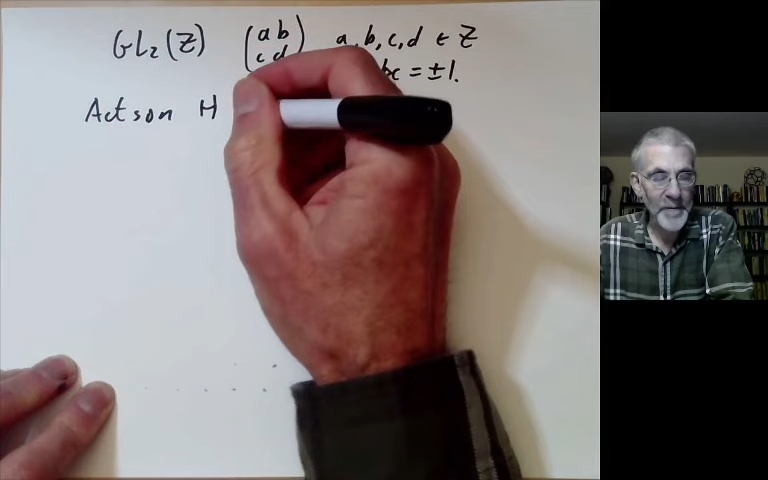 GL₂(Z) (a b a, b, c, d ∈ Z
c d) bc = ±1.
Acts on H